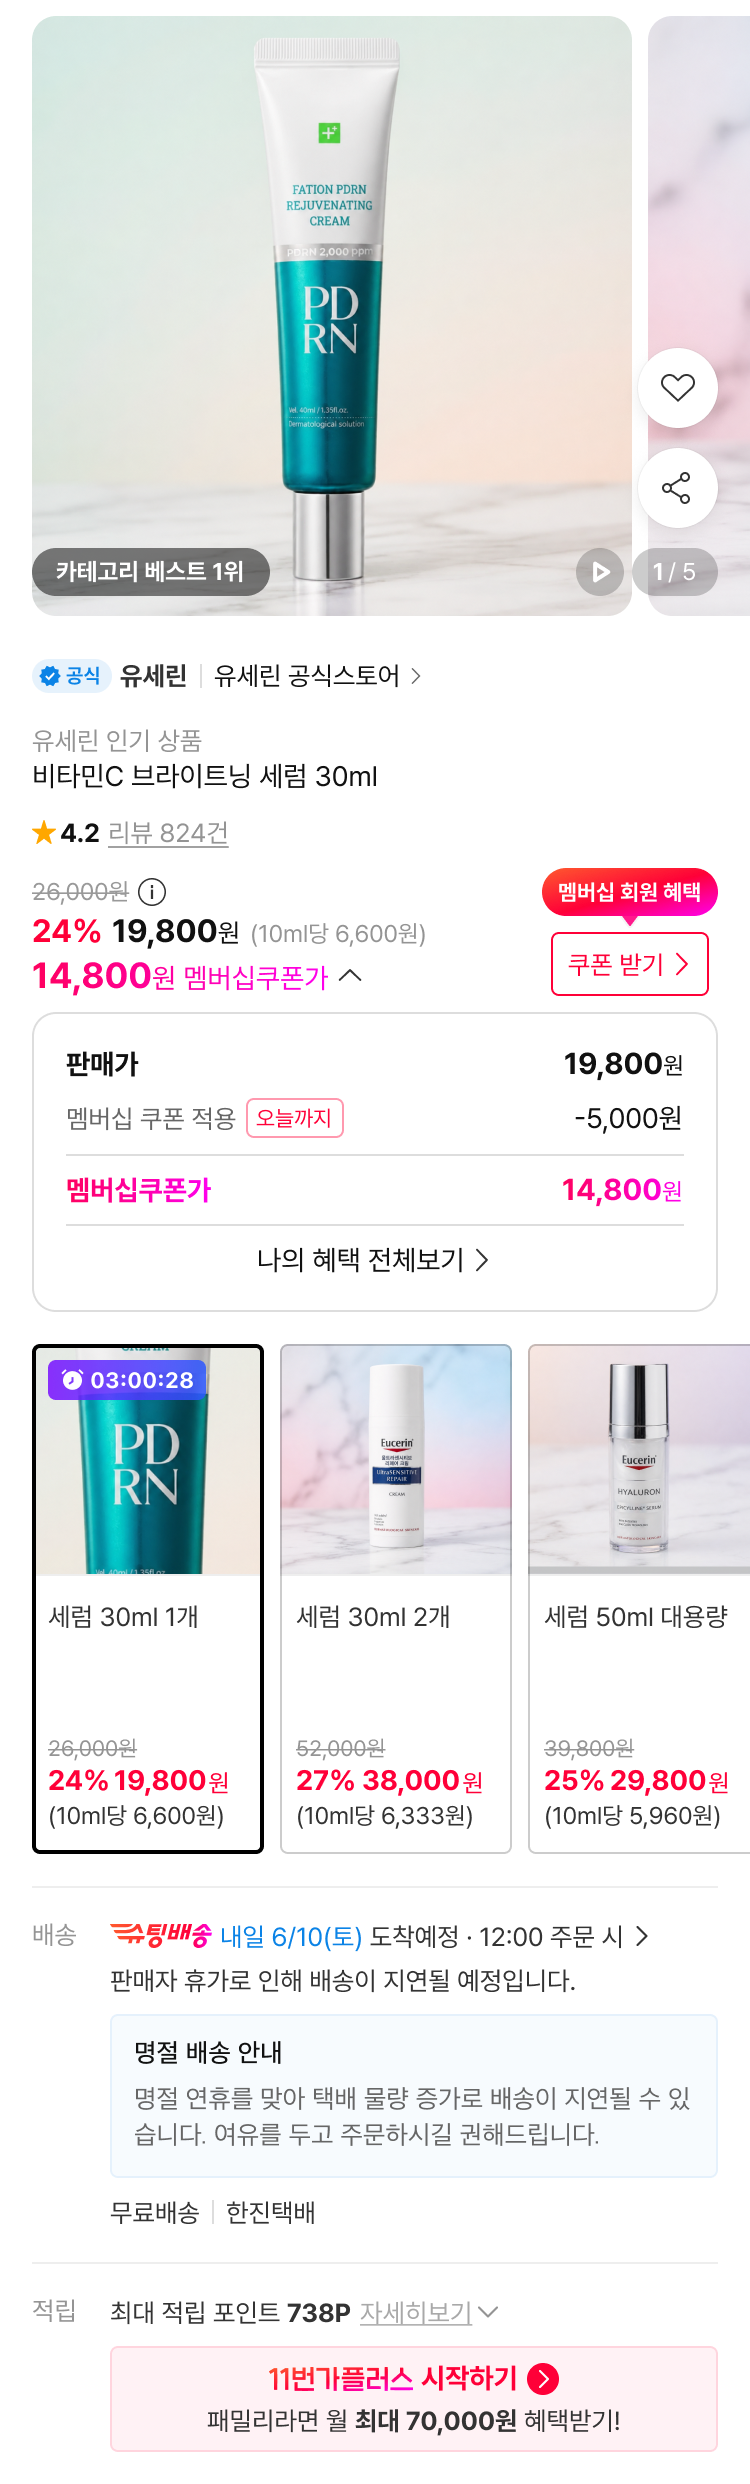 FATION PDRN
REJUVENATING
CREAM
PDRN 2,000 ppm
PD
RN
Vel. 40ml / 1.35fl.oz.
Dermatological solution
카테고리 베스트 1위
1 / 5
공식 유세린 유세린 공식스토어
유세린 인기 상품
비타민C 브라이트닝 세럼 30ml
4.2 리뷰 824건
26,000원
멤버십 회원 혜택
24% 19,800원 (10ml당 6,600원)
14,800원 멤버십쿠폰가
쿠폰 받기
판매가 19,800원
멤버십 쿠폰 적용 오늘까지 -5,000원
멤버십쿠폰가 14,800원
나의 혜택 전체보기
CREAM
03:00:28
PD
RN
Eucerin
UltraSENSITIVE
REPAIR
CREAM
Eucerin
HYALURON
세럼 30ml 1개
26,000원
24% 19,800원
(10ml당 6,600원)
세럼 30ml 2개
52,000원
27% 38,000원
(10ml당 6,333원)
세럼 50ml 대용량
39,800원
25% 29,800원
(10ml당 5,960원)
배송 슈팅배송 내일 6/10(토) 도착예정 · 12:00 주문 시
판매자 휴가로 인해 배송이 지연될 예정입니다.
명절 배송 안내
명절 연휴를 맞아 택배 물량 증가로 배송이 지연될 수 있
습니다. 여유를 두고 주문하시길 권해드립니다.
무료배송 한진택배
적립 최대 적립 포인트 738P 자세히보기
11번가플러스 시작하기
패밀리라면 월 최대 70,000원 혜택받기!